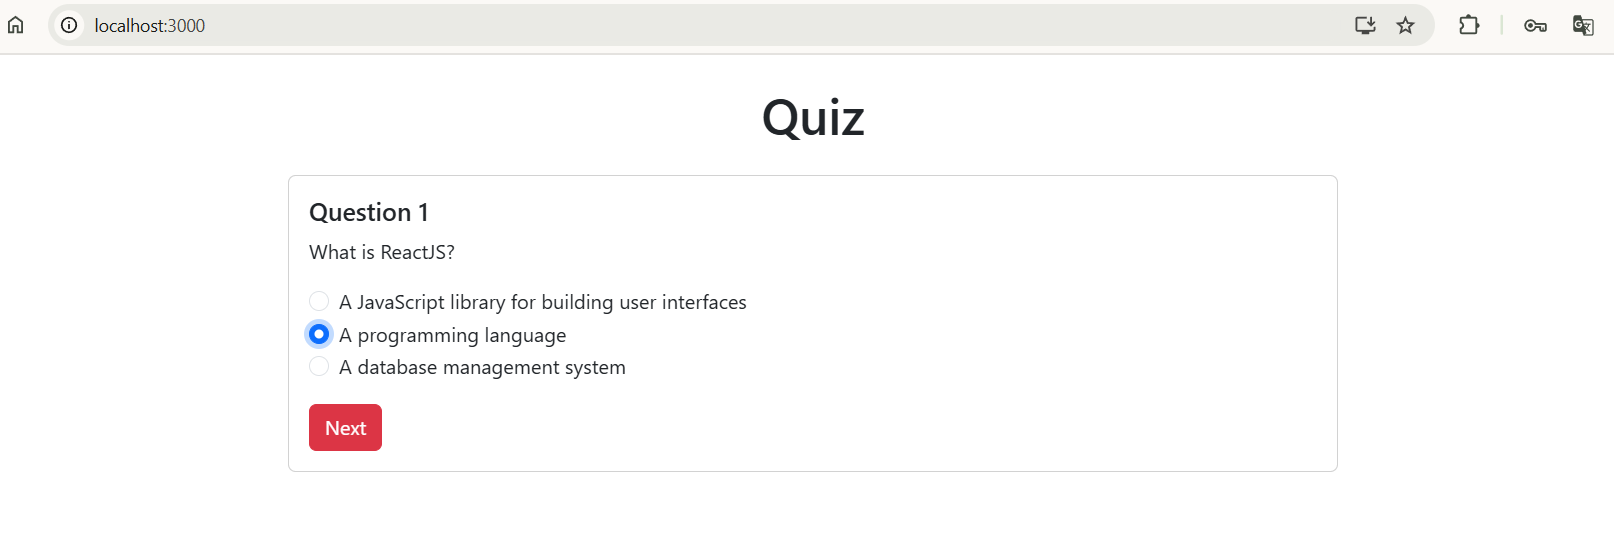 localhost:3000
Quiz
Question 1
What is ReactJS?
A JavaScript library for building user interfaces
A programming language
A database management system
Next